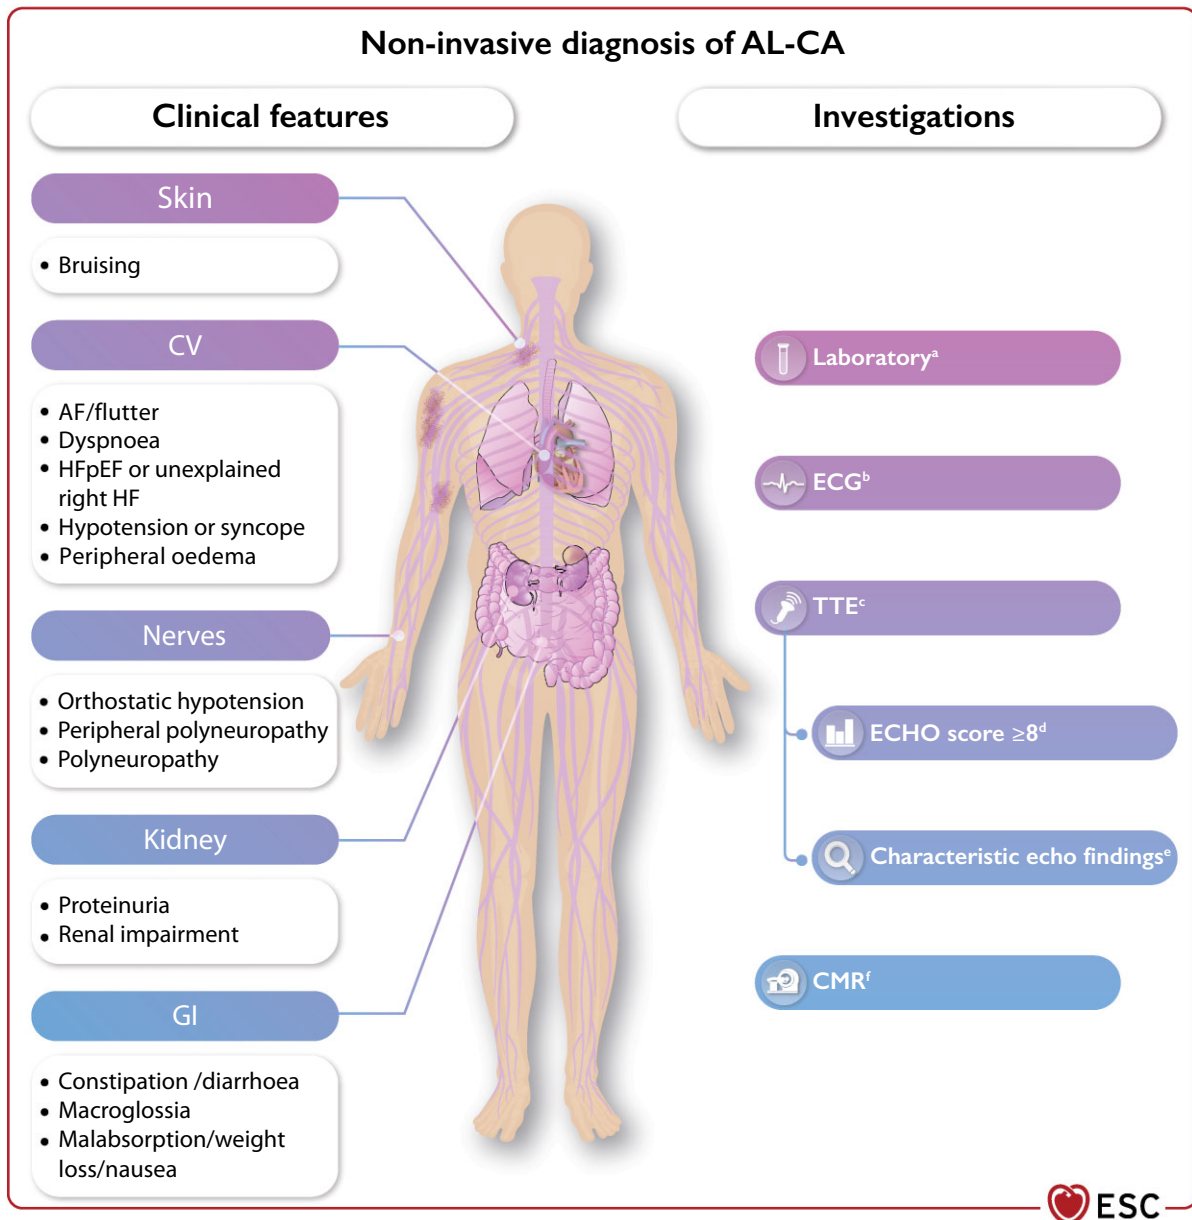 Non-invasive diagnosis of AL-CA
Clinical features
Skin
• Bruising
CV
• AF/flutter
• Dyspnoea
• HFpEF or unexplained
right HF
• Hypotension or syncope
• Peripheral oedema
Nerves
• Orthostatic hypotension
• Peripheral polyneuropathy
• Polyneuropathy
Kidney
• Proteinuria
• Renal impairment
GI
• Constipation /diarrhoea
• Macroglossia
• Malabsorption/weight
loss/nausea
Investigations
Laboratoryᵃ
ECGᵇ
TTEᶜ
ECHO score ≥8ᵈ
Characteristic echo findingsᵉ
CMRᶠ
ESC